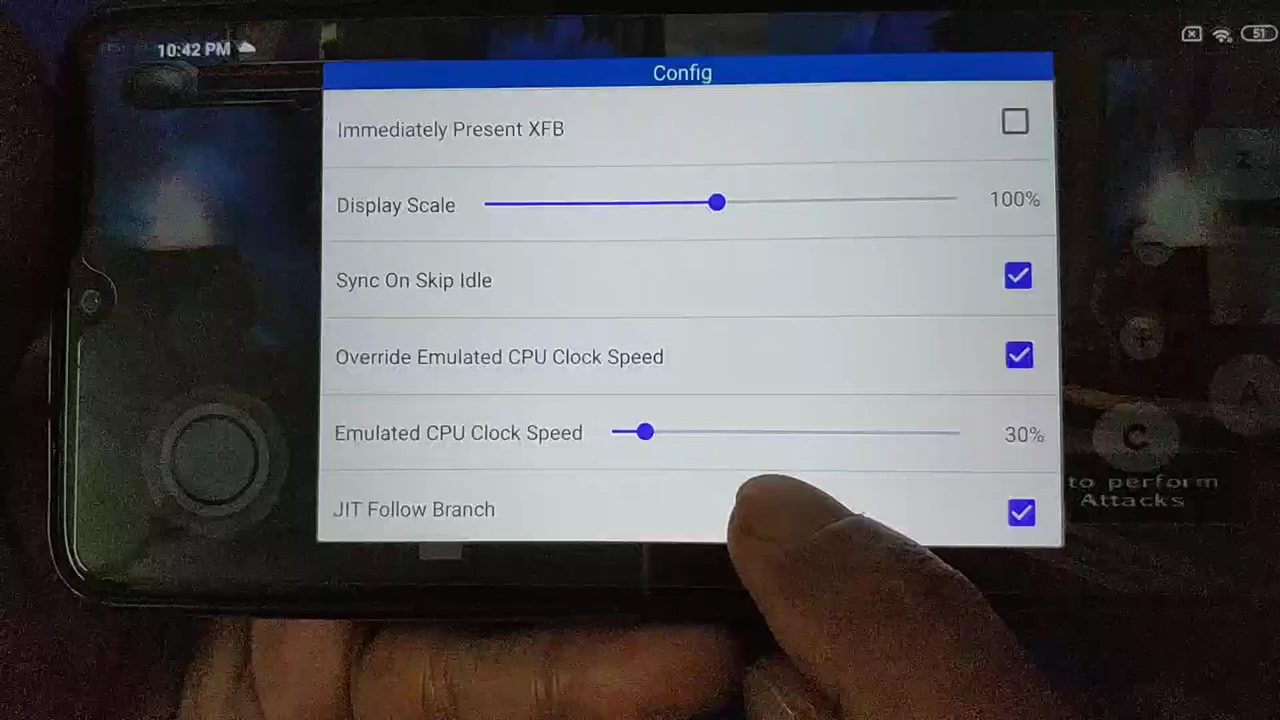 10:42 PM
51
Config
Immediately Present XFB
Display Scale 100%
Sync On Skip Idle
Override Emulated CPU Clock Speed
Emulated CPU Clock Speed 30%
JIT Follow Branch
Z
A
C
to perform
Attacks